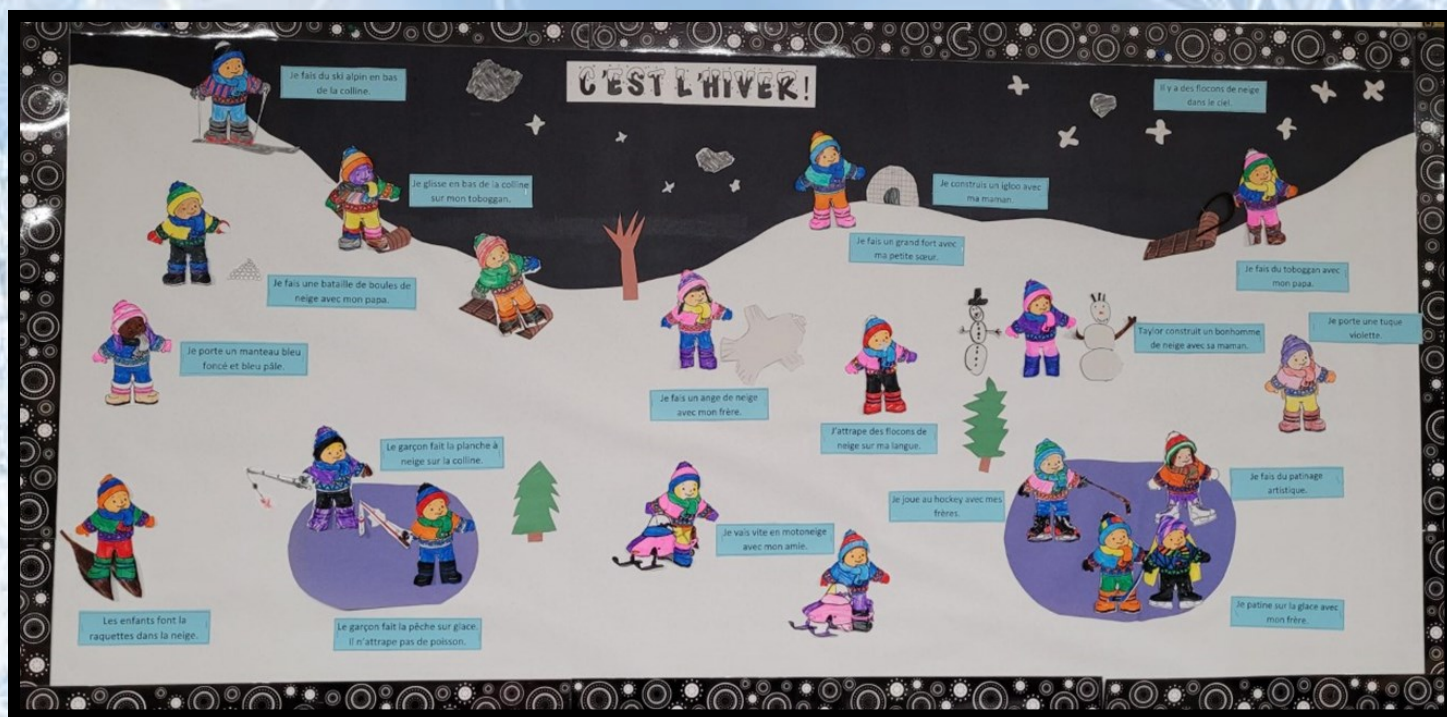 C'EST L'HIVER!
Je fais du ski alpin en bas
de la colline.
Il y a des flocons de neige
dans le ciel.
Je glisse en bas de la colline
sur mon toboggan.
Je construis un igloo avec
ma maman.
Je fais un grand fort avec
ma petite sœur.
Je fais du toboggan avec
mon papa.
Je fais une bataille de boules de
neige avec mon papa.
Je porte une tuque
violette.
Taylor construit un bonhomme
de neige avec sa maman.
Je porte un manteau bleu
foncé et bleu pâle.
Je fais un ange de neige
avec mon frère.
J'attrape des flocons de
neige sur ma langue.
Le garçon fait la planche à
neige sur la colline.
Je fais du patinage
artistique.
Je joue au hockey avec mes
frères.
Je vais vite en motoneige
avec mon amie.
Je patine sur la glace avec
mon frère.
Les enfants font la
raquettes dans la neige.
Le garçon fait la pêche sur glace.
Il n'attrape pas de poisson.